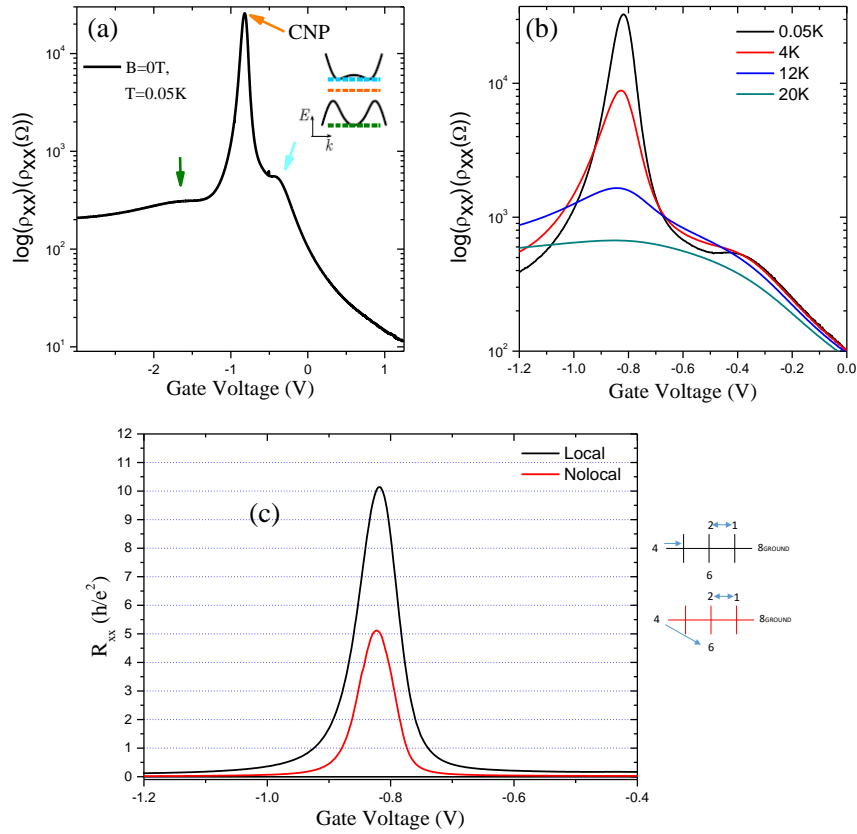 (a)
CNP
B=0T,
T=0.05K
E
k
log(ρXX)(ρXX(Ω))
10^4
10^3
10^2
10^1
-2 -1 0 1
Gate Voltage (V)
(b)
0.05K
4K
12K
20K
log(ρXX)(ρXX(Ω))
10^4
10^3
10^2
-1.2 -1.0 -0.8 -0.6 -0.4 -0.2 0.0
Gate Voltage (V)
(c)
Local
Nolocal
R_xx (h/e^2)
12
11
10
9
8
7
6
5
4
3
2
1
0
-1.2 -1.0 -0.8 -0.6 -0.4
Gate Voltage (V)
2 1
4 8GROUND
6
2 1
4 8GROUND
6